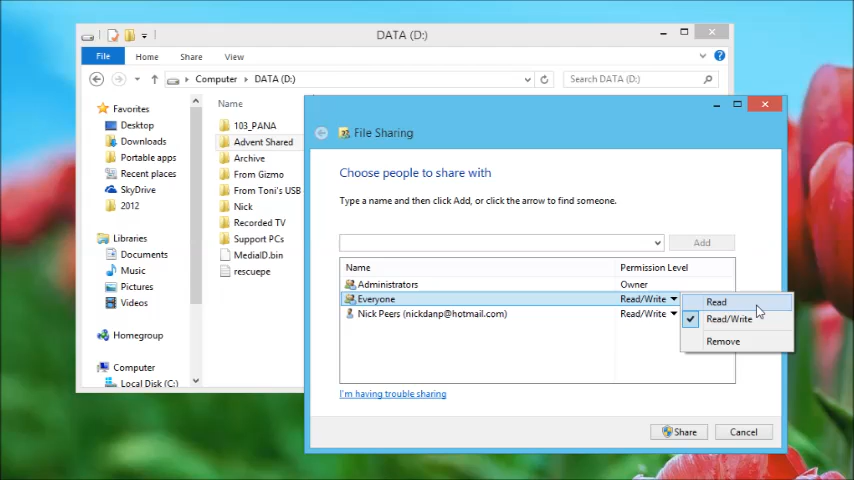 DATA (D:)
File Home Share View
Computer DATA (D:) Search DATA (D:)
Favorites
Desktop
Downloads
Portable apps
Recent places
SkyDrive
2012
Libraries
Documents
Music
Pictures
Videos
Homegroup
Computer
Local Disk (C:)
Name
103_PANA
Advent Shared
Archive
From Gizmo
From Toni's USB
Nick
Recorded TV
Support PCs
MediaID.bin
rescuepe
File Sharing
Choose people to share with
Type a name and then click Add, or click the arrow to find someone.
Add
Name Permission Level
Administrators Owner
Everyone Read/Write
Nick Peers (nickdanp@hotmail.com) Read/Write
Read
Read/Write
Remove
I'm having trouble sharing
Share Cancel